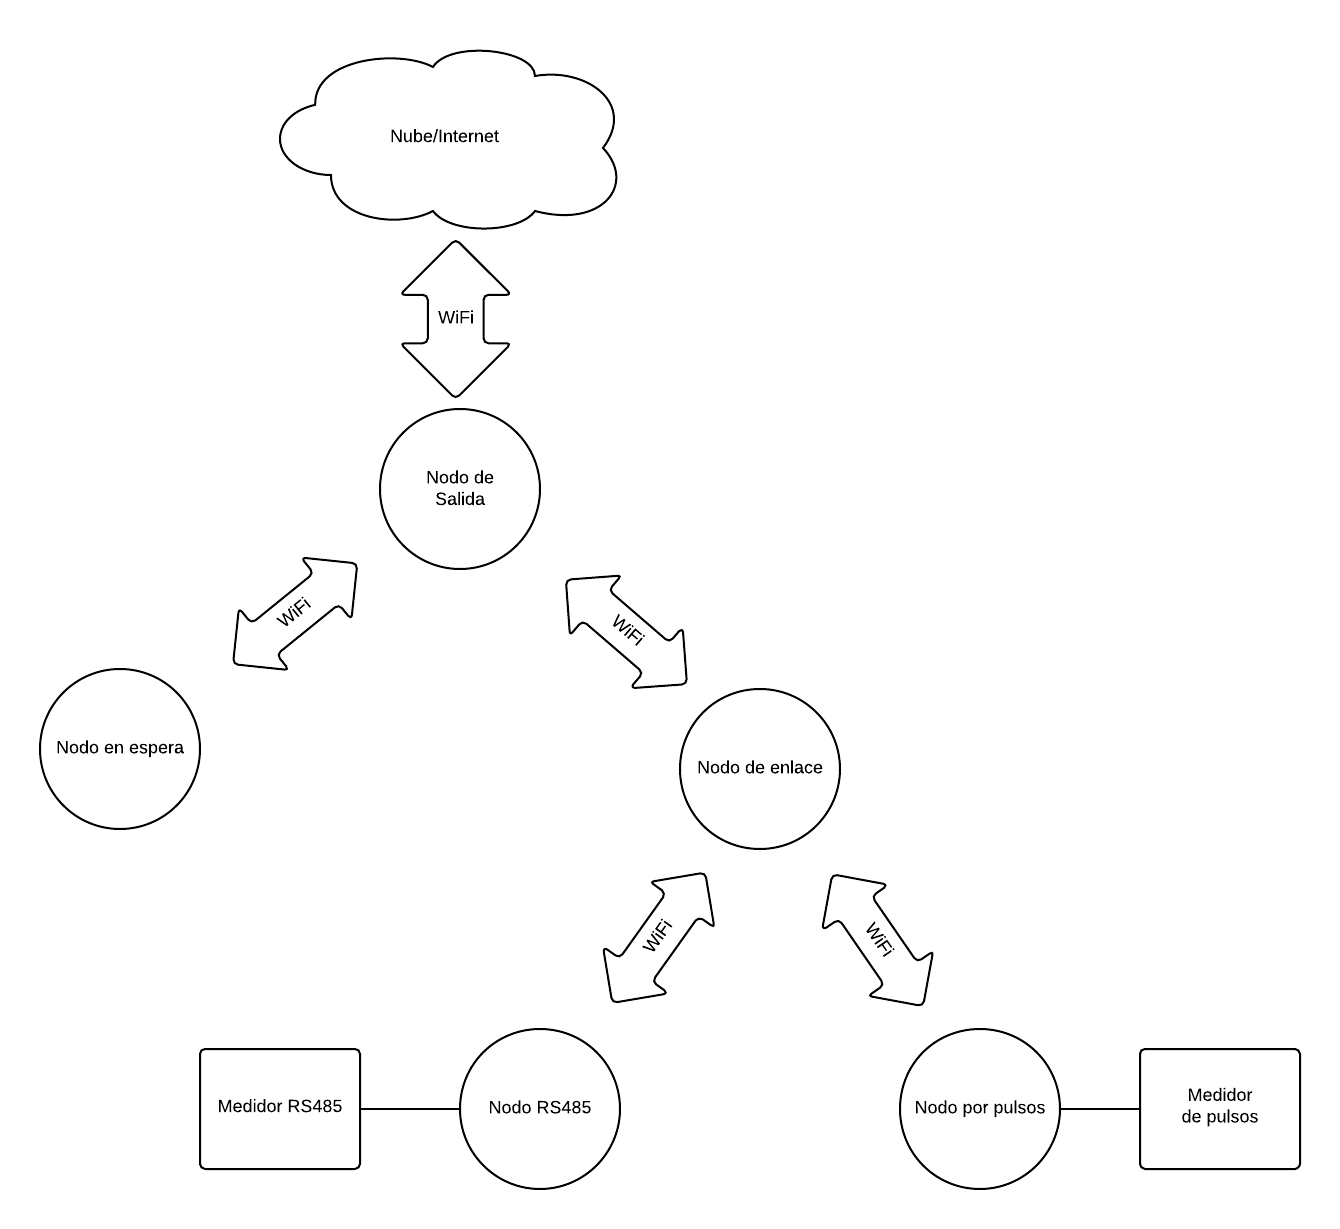 Nube/Internet
WiFi
Nodo de
Salida
WiFi
WiFi
Nodo en espera
Nodo de enlace
WiFi
WiFi
Medidor RS485
Nodo RS485
Nodo por pulsos
Medidor
de pulsos